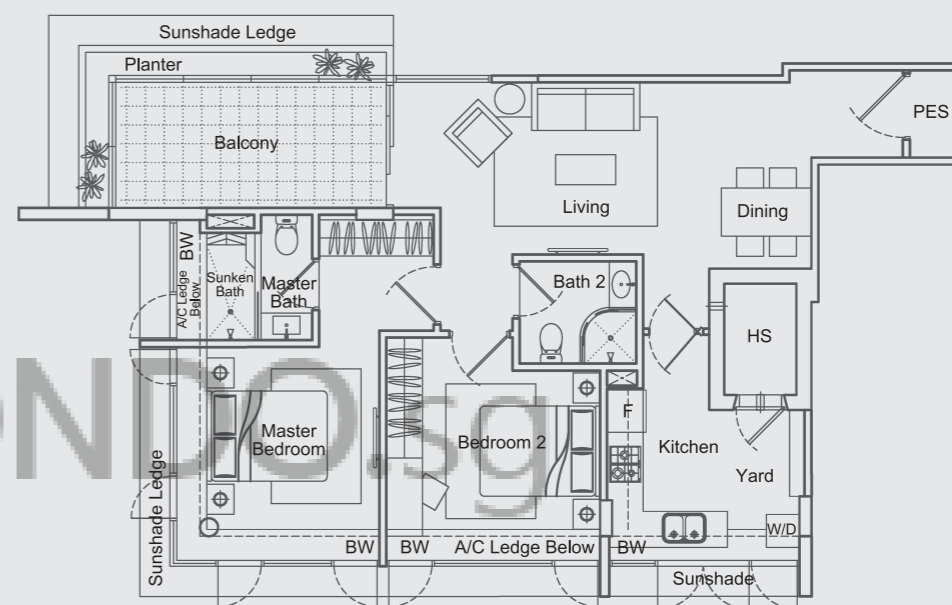 Sunshade Ledge
Planter
PES
Balcony
Living
Dining
BW
A/C Ledge
Below
Sunken
Bath
Master
Bath
Bath 2
HS
NDO.sg
F
Master
Bedroom
Bedroom 2
Kitchen
Yard
Sunshade Ledge
W/D
BW
BW
A/C Ledge Below
BW
Sunshade